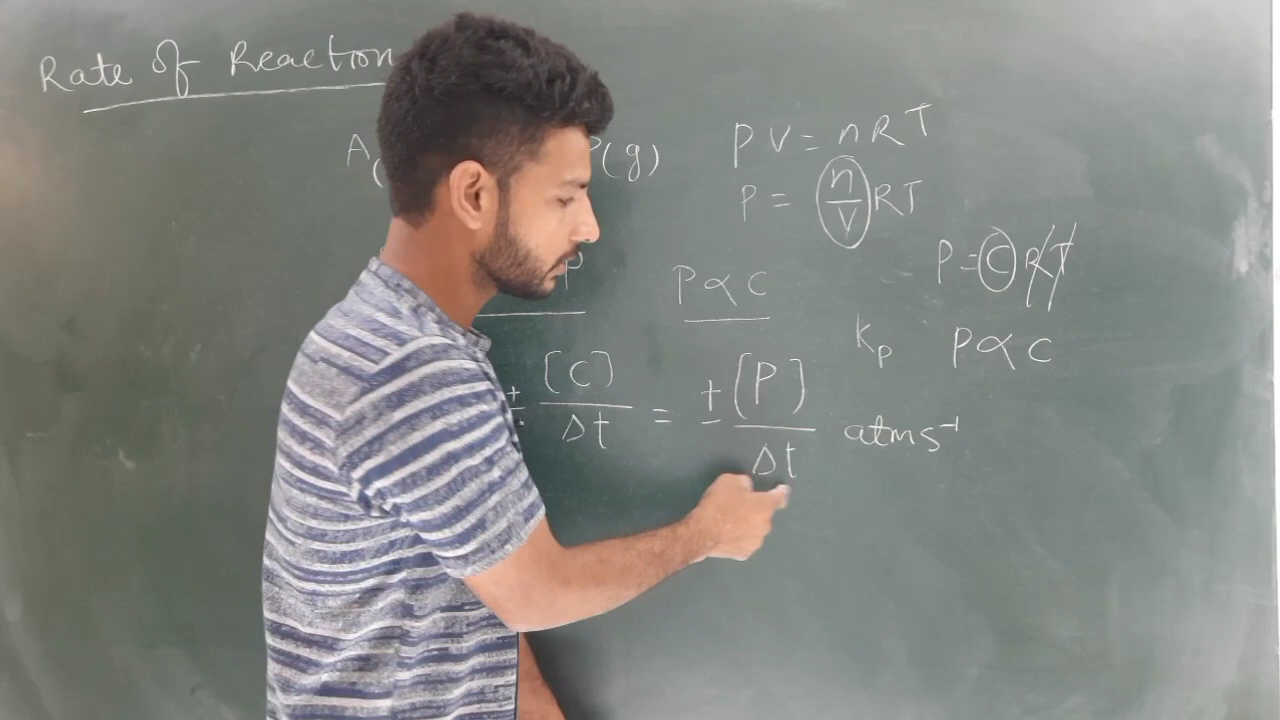 Rate of Reaction
A( P(g)
PV = nRT
P = n/V RT
P = C RT
P
P ∝ C
Kp P ∝ C
± [C]/Δt = ± [P]/Δt atm s⁻¹